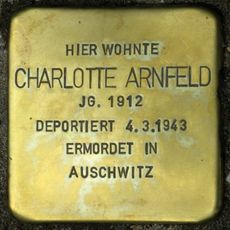 HIER WOHNTE
CHARLOTTE ARNFELD
JG. 1912
DEPORTIERT 4.3.1943
ERMORDET IN
AUSCHWITZ